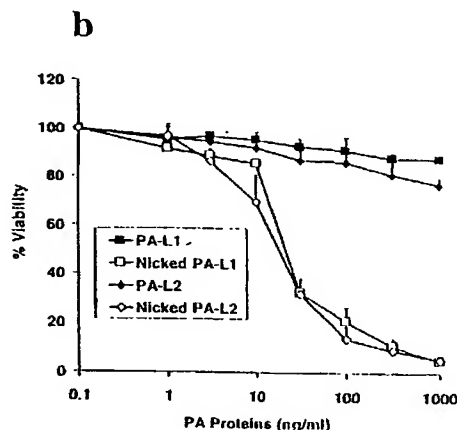 b
120
100
80
60
40
20
0
% Viability
PA-L1
Nicked PA-L1
PA-L2
Nicked PA-L2
0.1 1 10 100 1000
PA Proteins (ng/ml)